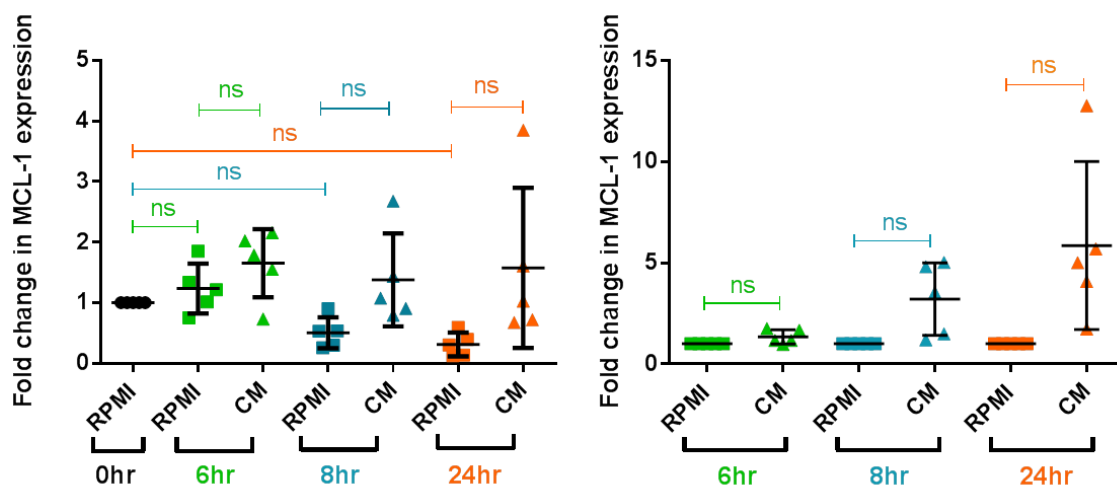 Fold change in MCL-1 expression
5
4
3
2
1
0
ns
ns
ns
ns
ns
ns
RPMI
RPMI
CM
RPMI
CM
RPMI
CM
0hr
6hr
8hr
24hr
Fold change in MCL-1 expression
15
10
5
0
ns
ns
ns
RPMI
CM
RPMI
CM
RPMI
CM
6hr
8hr
24hr